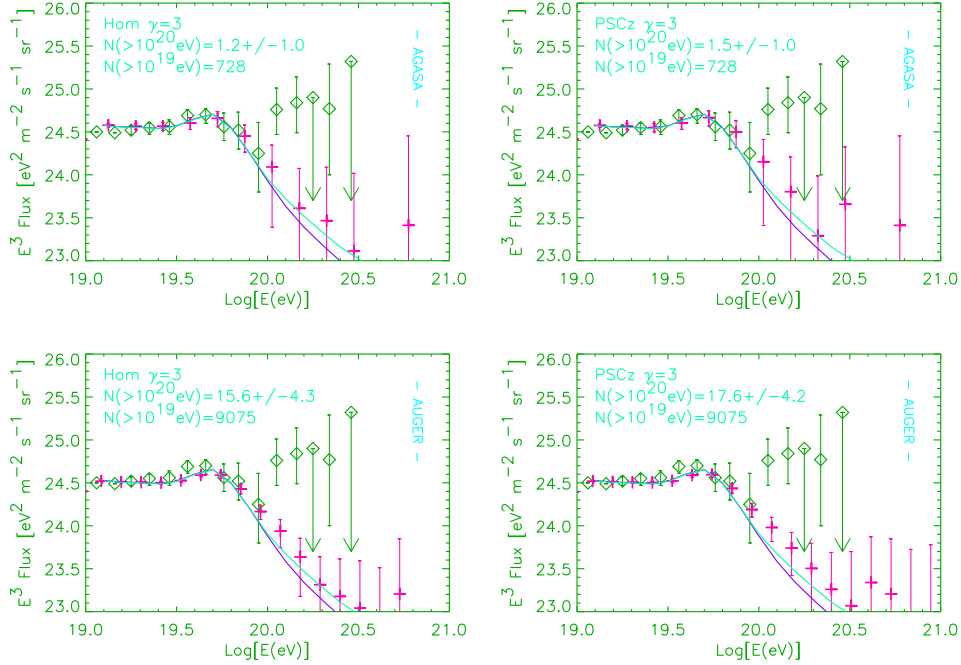 Hom γ=3
N(>10^20eV)=1.2+/−1.0
N(>10^19eV)=728
− AGASA −
E^3 Flux [eV^2 m^−2 s^−1 sr^−1]
26.0
25.5
25.0
24.5
24.0
23.5
23.0
19.0 19.5 20.0 20.5 21.0
Log[E(eV)]
PSCz γ=3
N(>10^20eV)=1.5+/−1.0
N(>10^19eV)=728
− AGASA −
E^3 Flux [eV^2 m^−2 s^−1 sr^−1]
26.0
25.5
25.0
24.5
24.0
23.5
23.0
19.0 19.5 20.0 20.5 21.0
Log[E(eV)]
Hom γ=3
N(>10^20eV)=15.6+/−4.3
N(>10^19eV)=9075
− AUGER −
E^3 Flux [eV^2 m^−2 s^−1 sr^−1]
26.0
25.5
25.0
24.5
24.0
23.5
23.0
19.0 19.5 20.0 20.5 21.0
Log[E(eV)]
PSCz γ=3
N(>10^20eV)=17.6+/−4.2
N(>10^19eV)=9075
− AUGER −
E^3 Flux [eV^2 m^−2 s^−1 sr^−1]
26.0
25.5
25.0
24.5
24.0
23.5
23.0
19.0 19.5 20.0 20.5 21.0
Log[E(eV)]